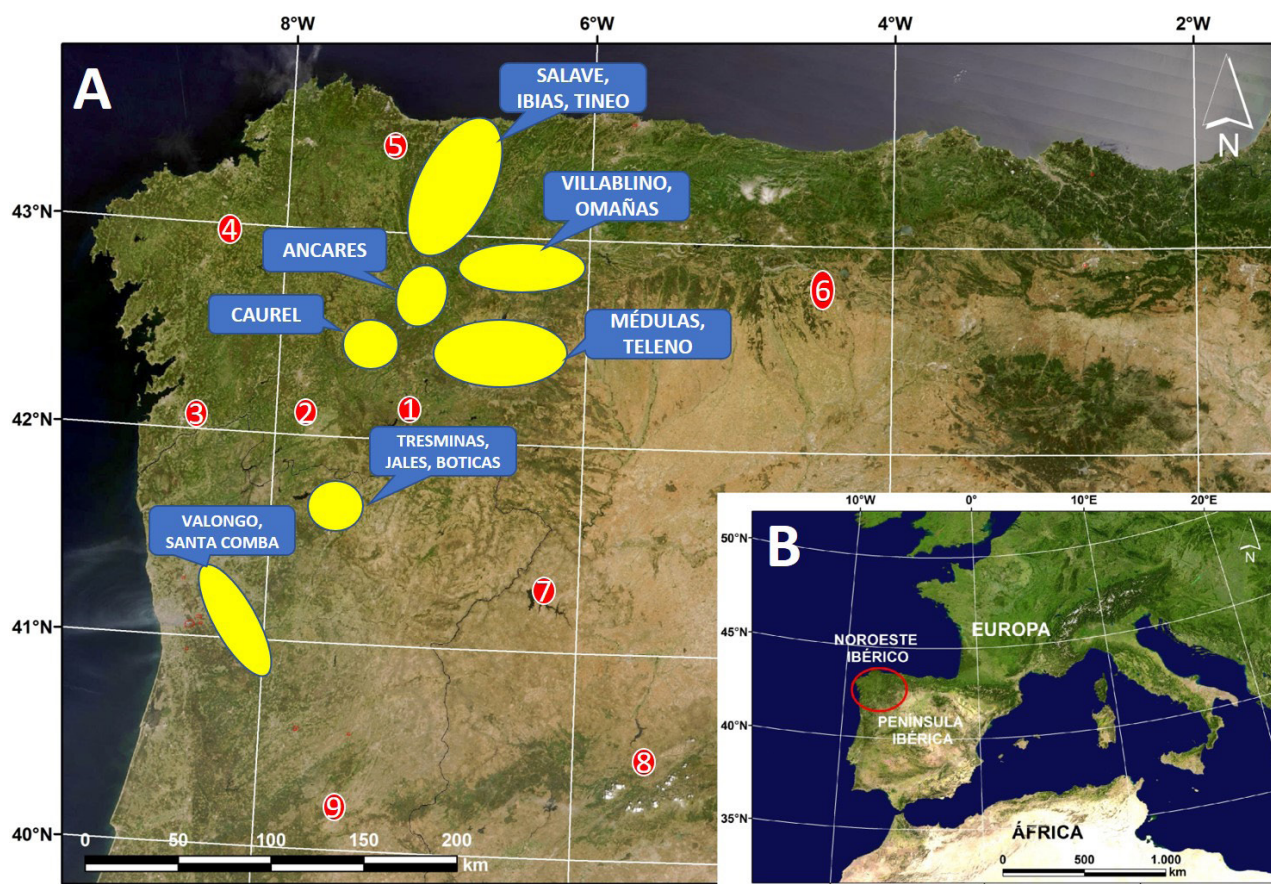 8°W
6°W
4°W
2°W
A
SALAVE,
IBIAS, TINEO
N
5
VILLABLINO,
OMAÑAS
43°N
4
ANCARES
6
CAUREL
MÉDULAS,
TELENO
42°N
3
2
1
TRESMINAS,
JALES, BOTICAS
VALONGO,
SANTA COMBA
7
41°N
8
9
40°N
0
50
100
150
200
km
10°W
0°
10°E
20°E
50°N
B
N
45°N
EUROPA
NOROESTE
IBÉRICO
40°N
PENÍNSULA
IBÉRICA
35°N
ÁFRICA
0
500
1.000
km